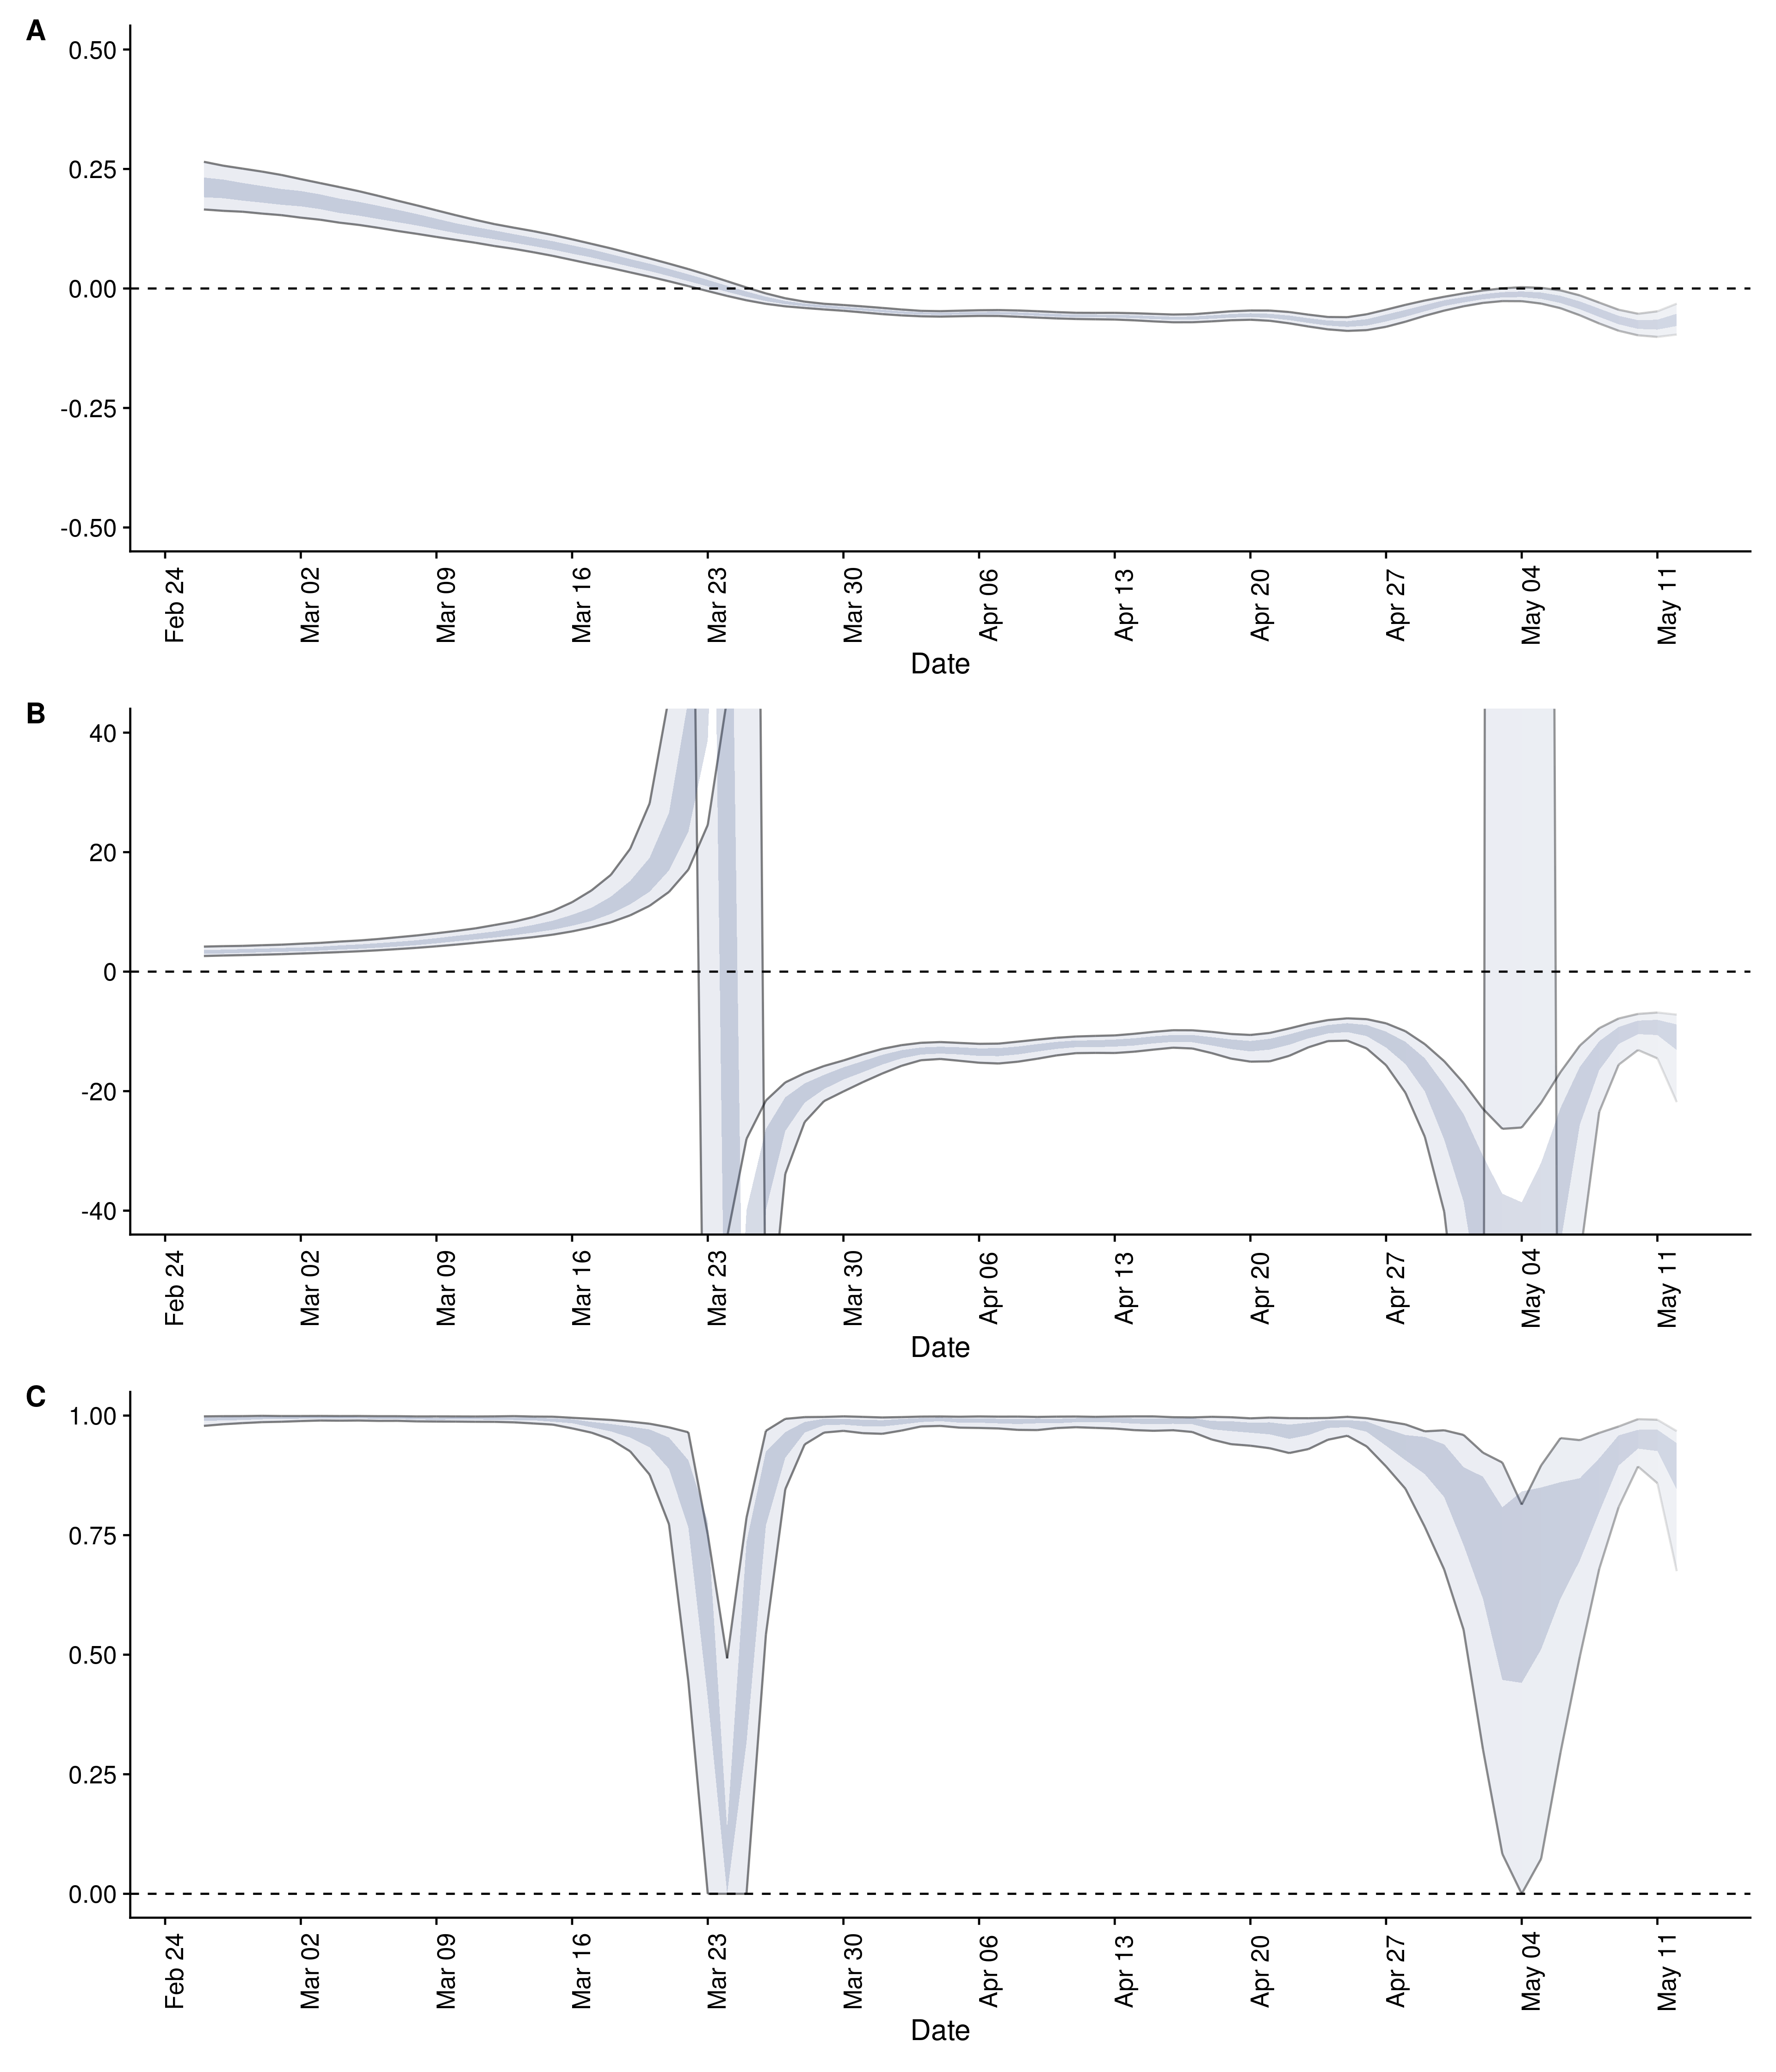 A
0.50
0.25
0.00
-0.25
-0.50
Feb 24
Mar 02
Mar 09
Mar 16
Mar 23
Mar 30
Apr 06
Apr 13
Apr 20
Apr 27
May 04
May 11
Date
B
40
20
0
-20
-40
Feb 24
Mar 02
Mar 09
Mar 16
Mar 23
Mar 30
Apr 06
Apr 13
Apr 20
Apr 27
May 04
May 11
Date
C
1.00
0.75
0.50
0.25
0.00
Feb 24
Mar 02
Mar 09
Mar 16
Mar 23
Mar 30
Apr 06
Apr 13
Apr 20
Apr 27
May 04
May 11
Date